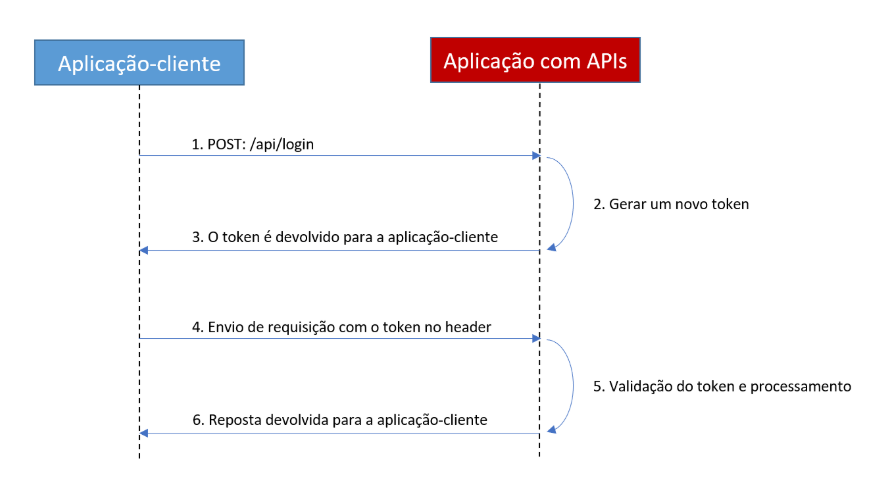 Aplicação-cliente
Aplicação com APIs
1. POST: /api/login
2. Gerar um novo token
3. O token é devolvido para a aplicação-cliente
4. Envio de requisição com o token no header
5. Validação do token e processamento
6. Reposta devolvida para a aplicação-cliente